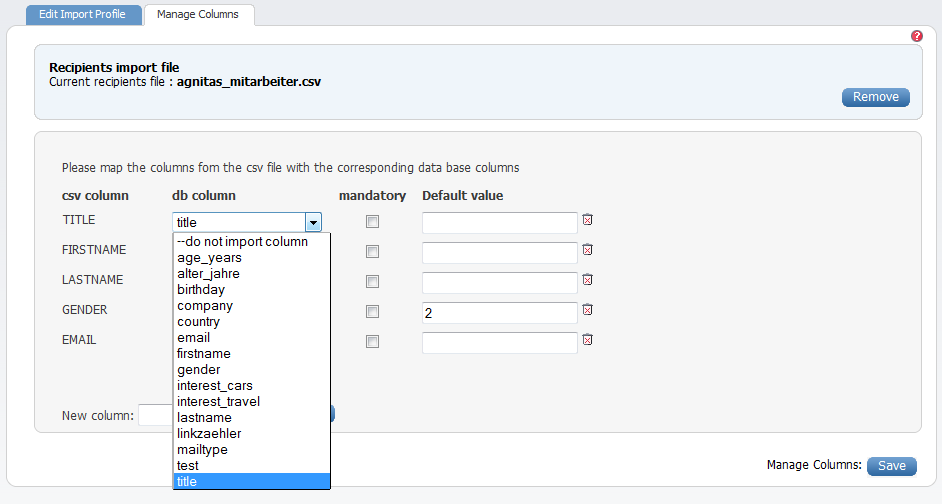 Edit Import Profile
Manage Columns
?
Recipients import file
Current recipients file : agnitas_mitarbeiter.csv
Remove
Please map the columns fom the csv file with the corresponding data base columns
csv column db column mandatory Default value
TITLE title
FIRSTNAME
LASTNAME
GENDER 2
EMAIL
--do not import column
age_years
alter_jahre
birthday
company
country
email
firstname
gender
interest_cars
interest_travel
lastname
linkzaehler
mailtype
test
title
New column:
Manage Columns: Save